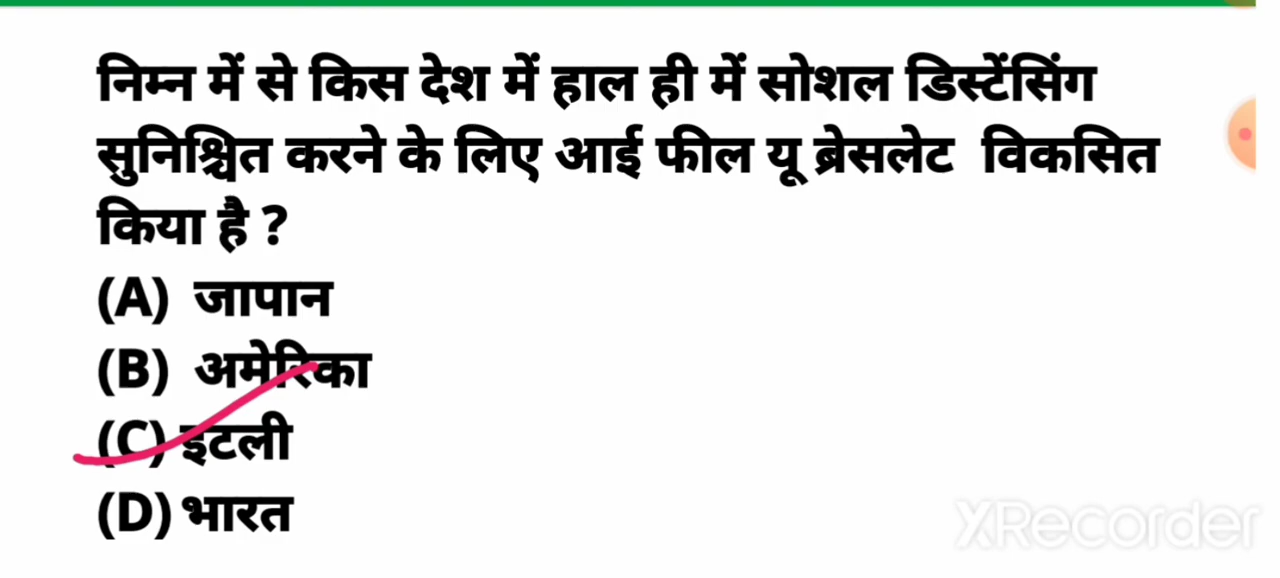 निम्न में से किस देश में हाल ही में सोशल डिस्टेंसिंग
सुनिश्चित करने के लिए आई फील यू ब्रेसलेट विकसित
किया है ?
(A) जापान
(B) अमेरिका
(C) इटली
(D) भारत
XRecorder